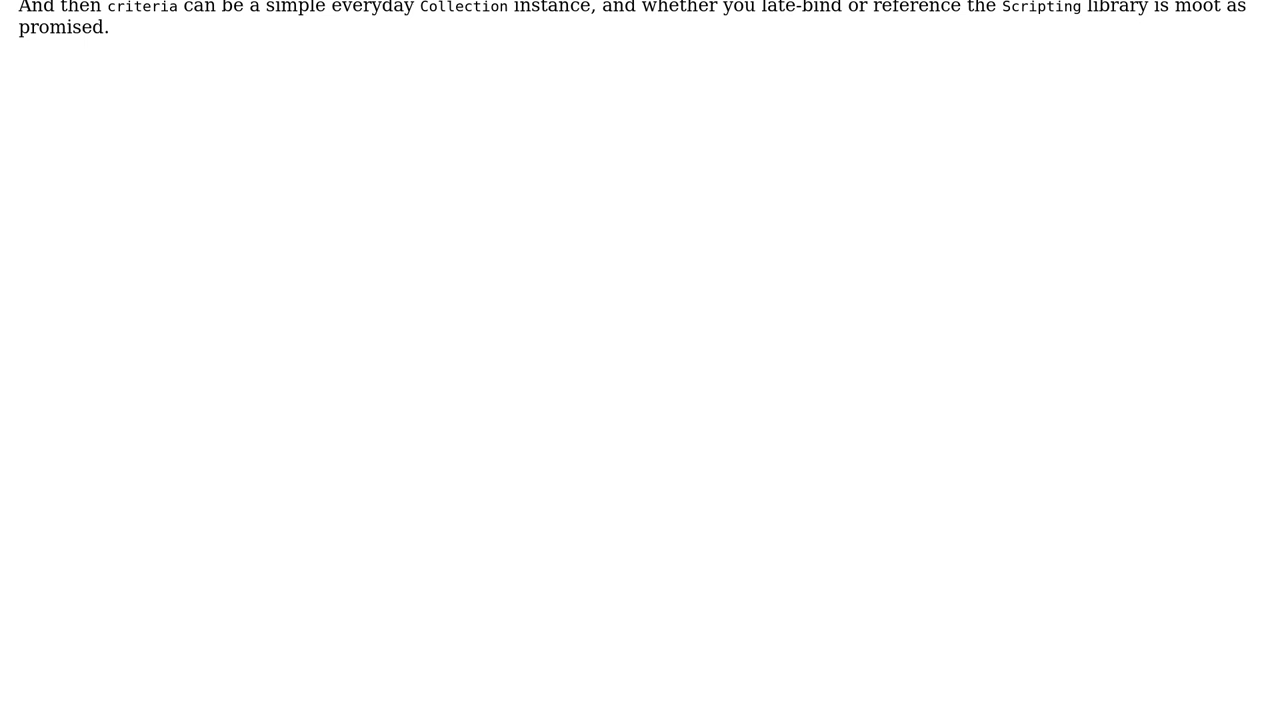 And then criteria can be a simple everyday Collection instance, and whether you late-bind or reference the Scripting library is moot as
promised.